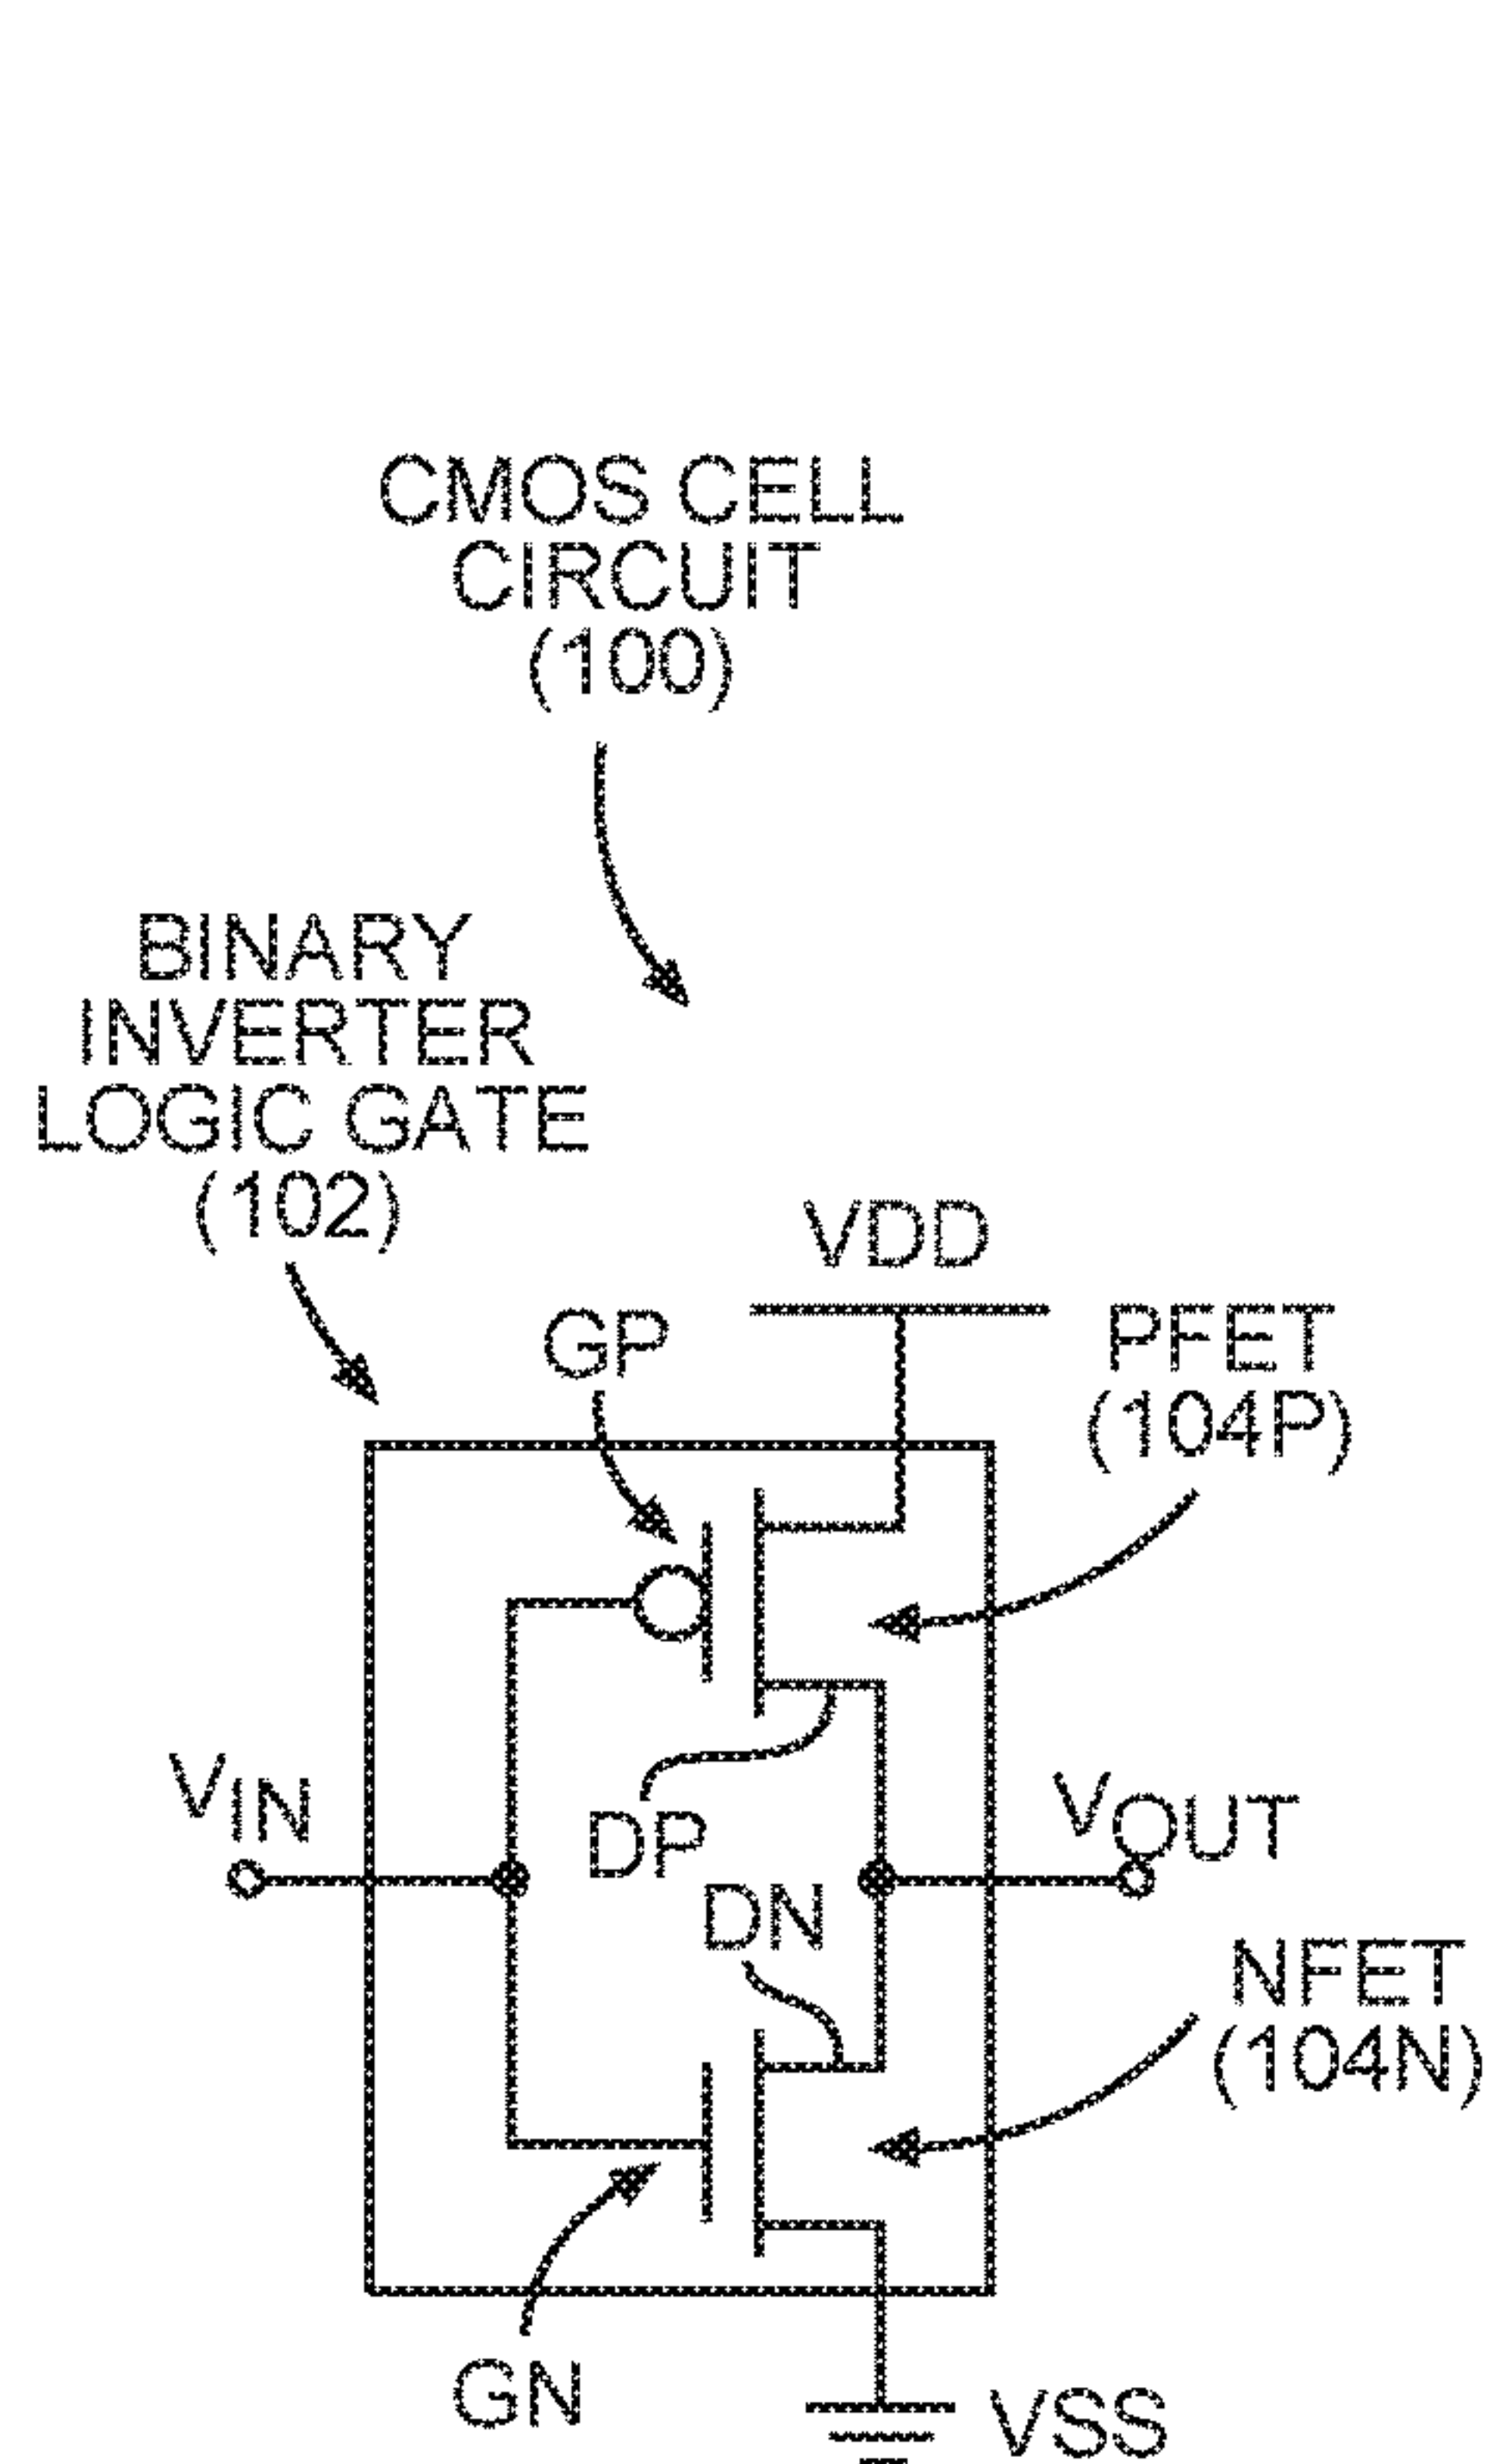 CMOS CELL
CIRCUIT
(100)
BINARY
INVERTER
LOGIC GATE
(102)
VDD
GP
PFET
(104P)
VIN
DP
VOUT
DN
NFET
(104N)
GN
VSS